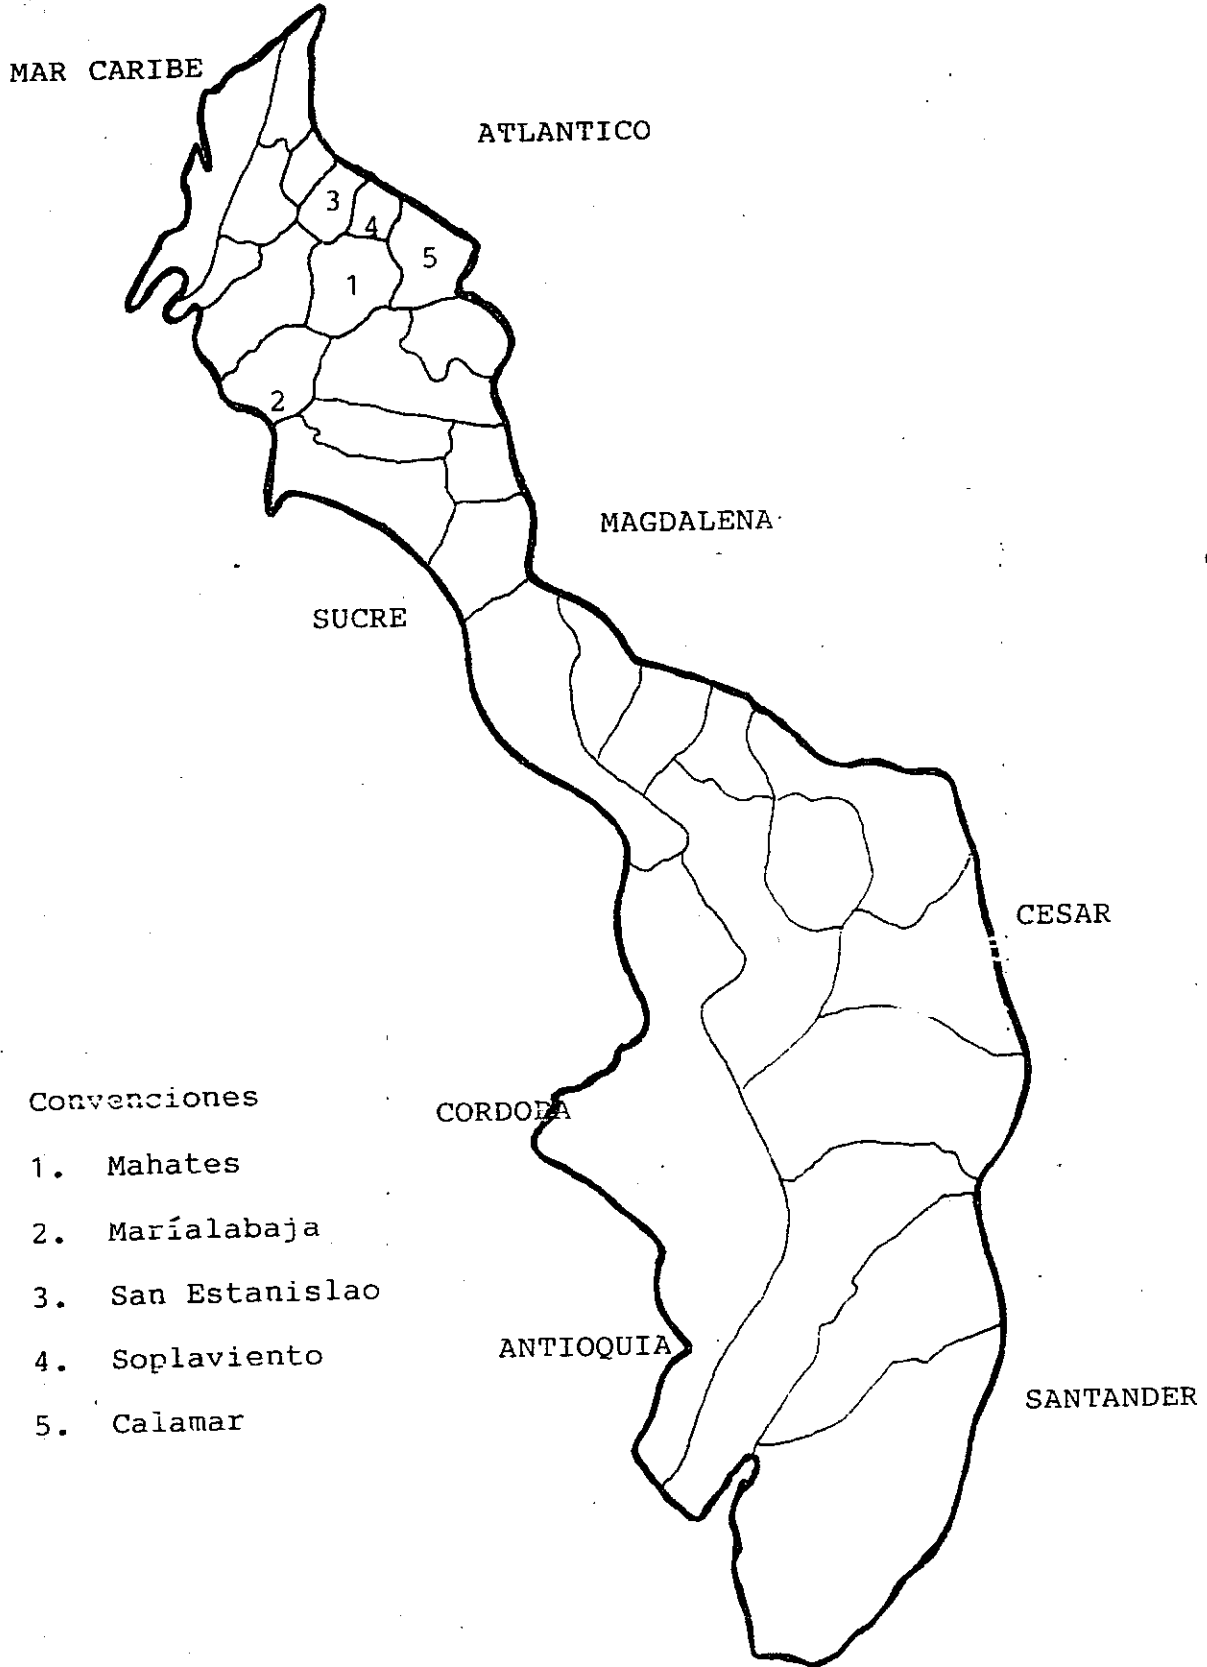 MAR CARIBE
ATLANTICO
3
4
5
1
2
MAGDALENA
SUCRE
CESAR
Convenciones
CORDOBA
1. Mahates
2. Maríalabaja
3. San Estanislao
ANTIOQUIA
4. Soplaviento
SANTANDER
5. Calamar